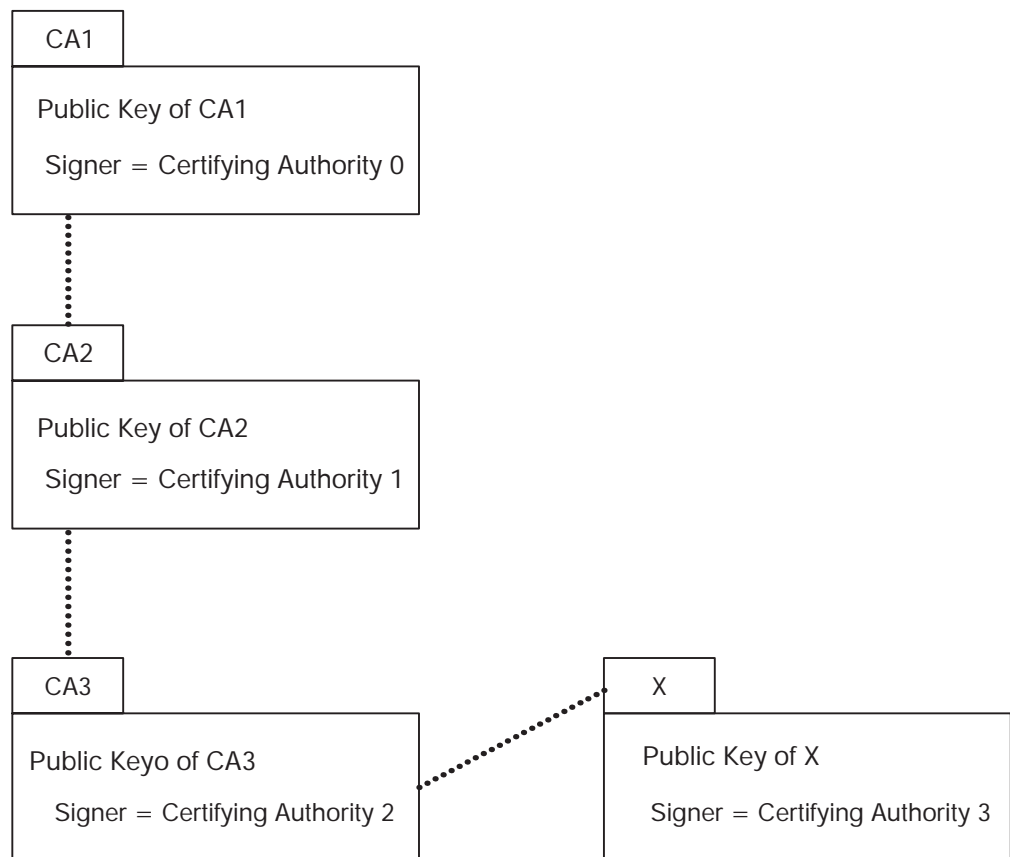 CA1
Public Key of CA1
Signer = Certifying Authority 0
CA2
Public Key of CA2
Signer = Certifying Authority 1
CA3
Public Keyo of CA3
Signer = Certifying Authority 2
X
Public Key of X
Signer = Certifying Authority 3